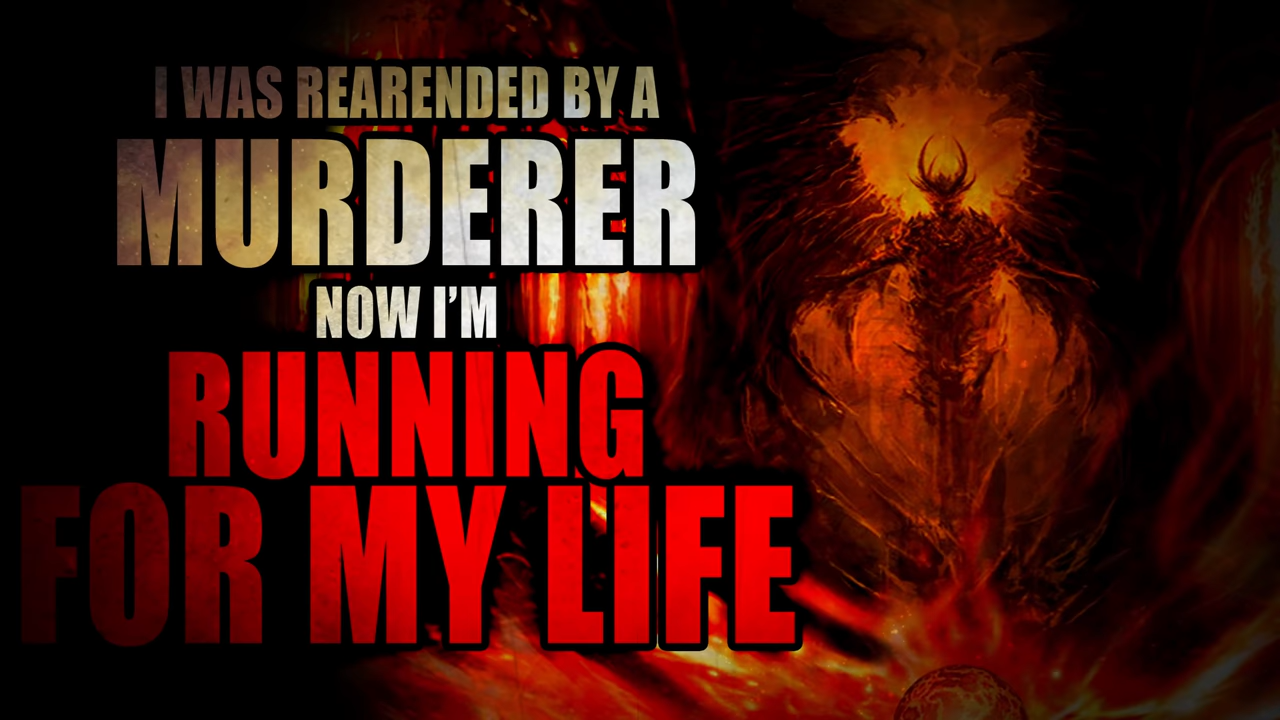 I WAS REARENDED BY A
MURDERER
NOW I'M
RUNNING
FOR MY LIFE